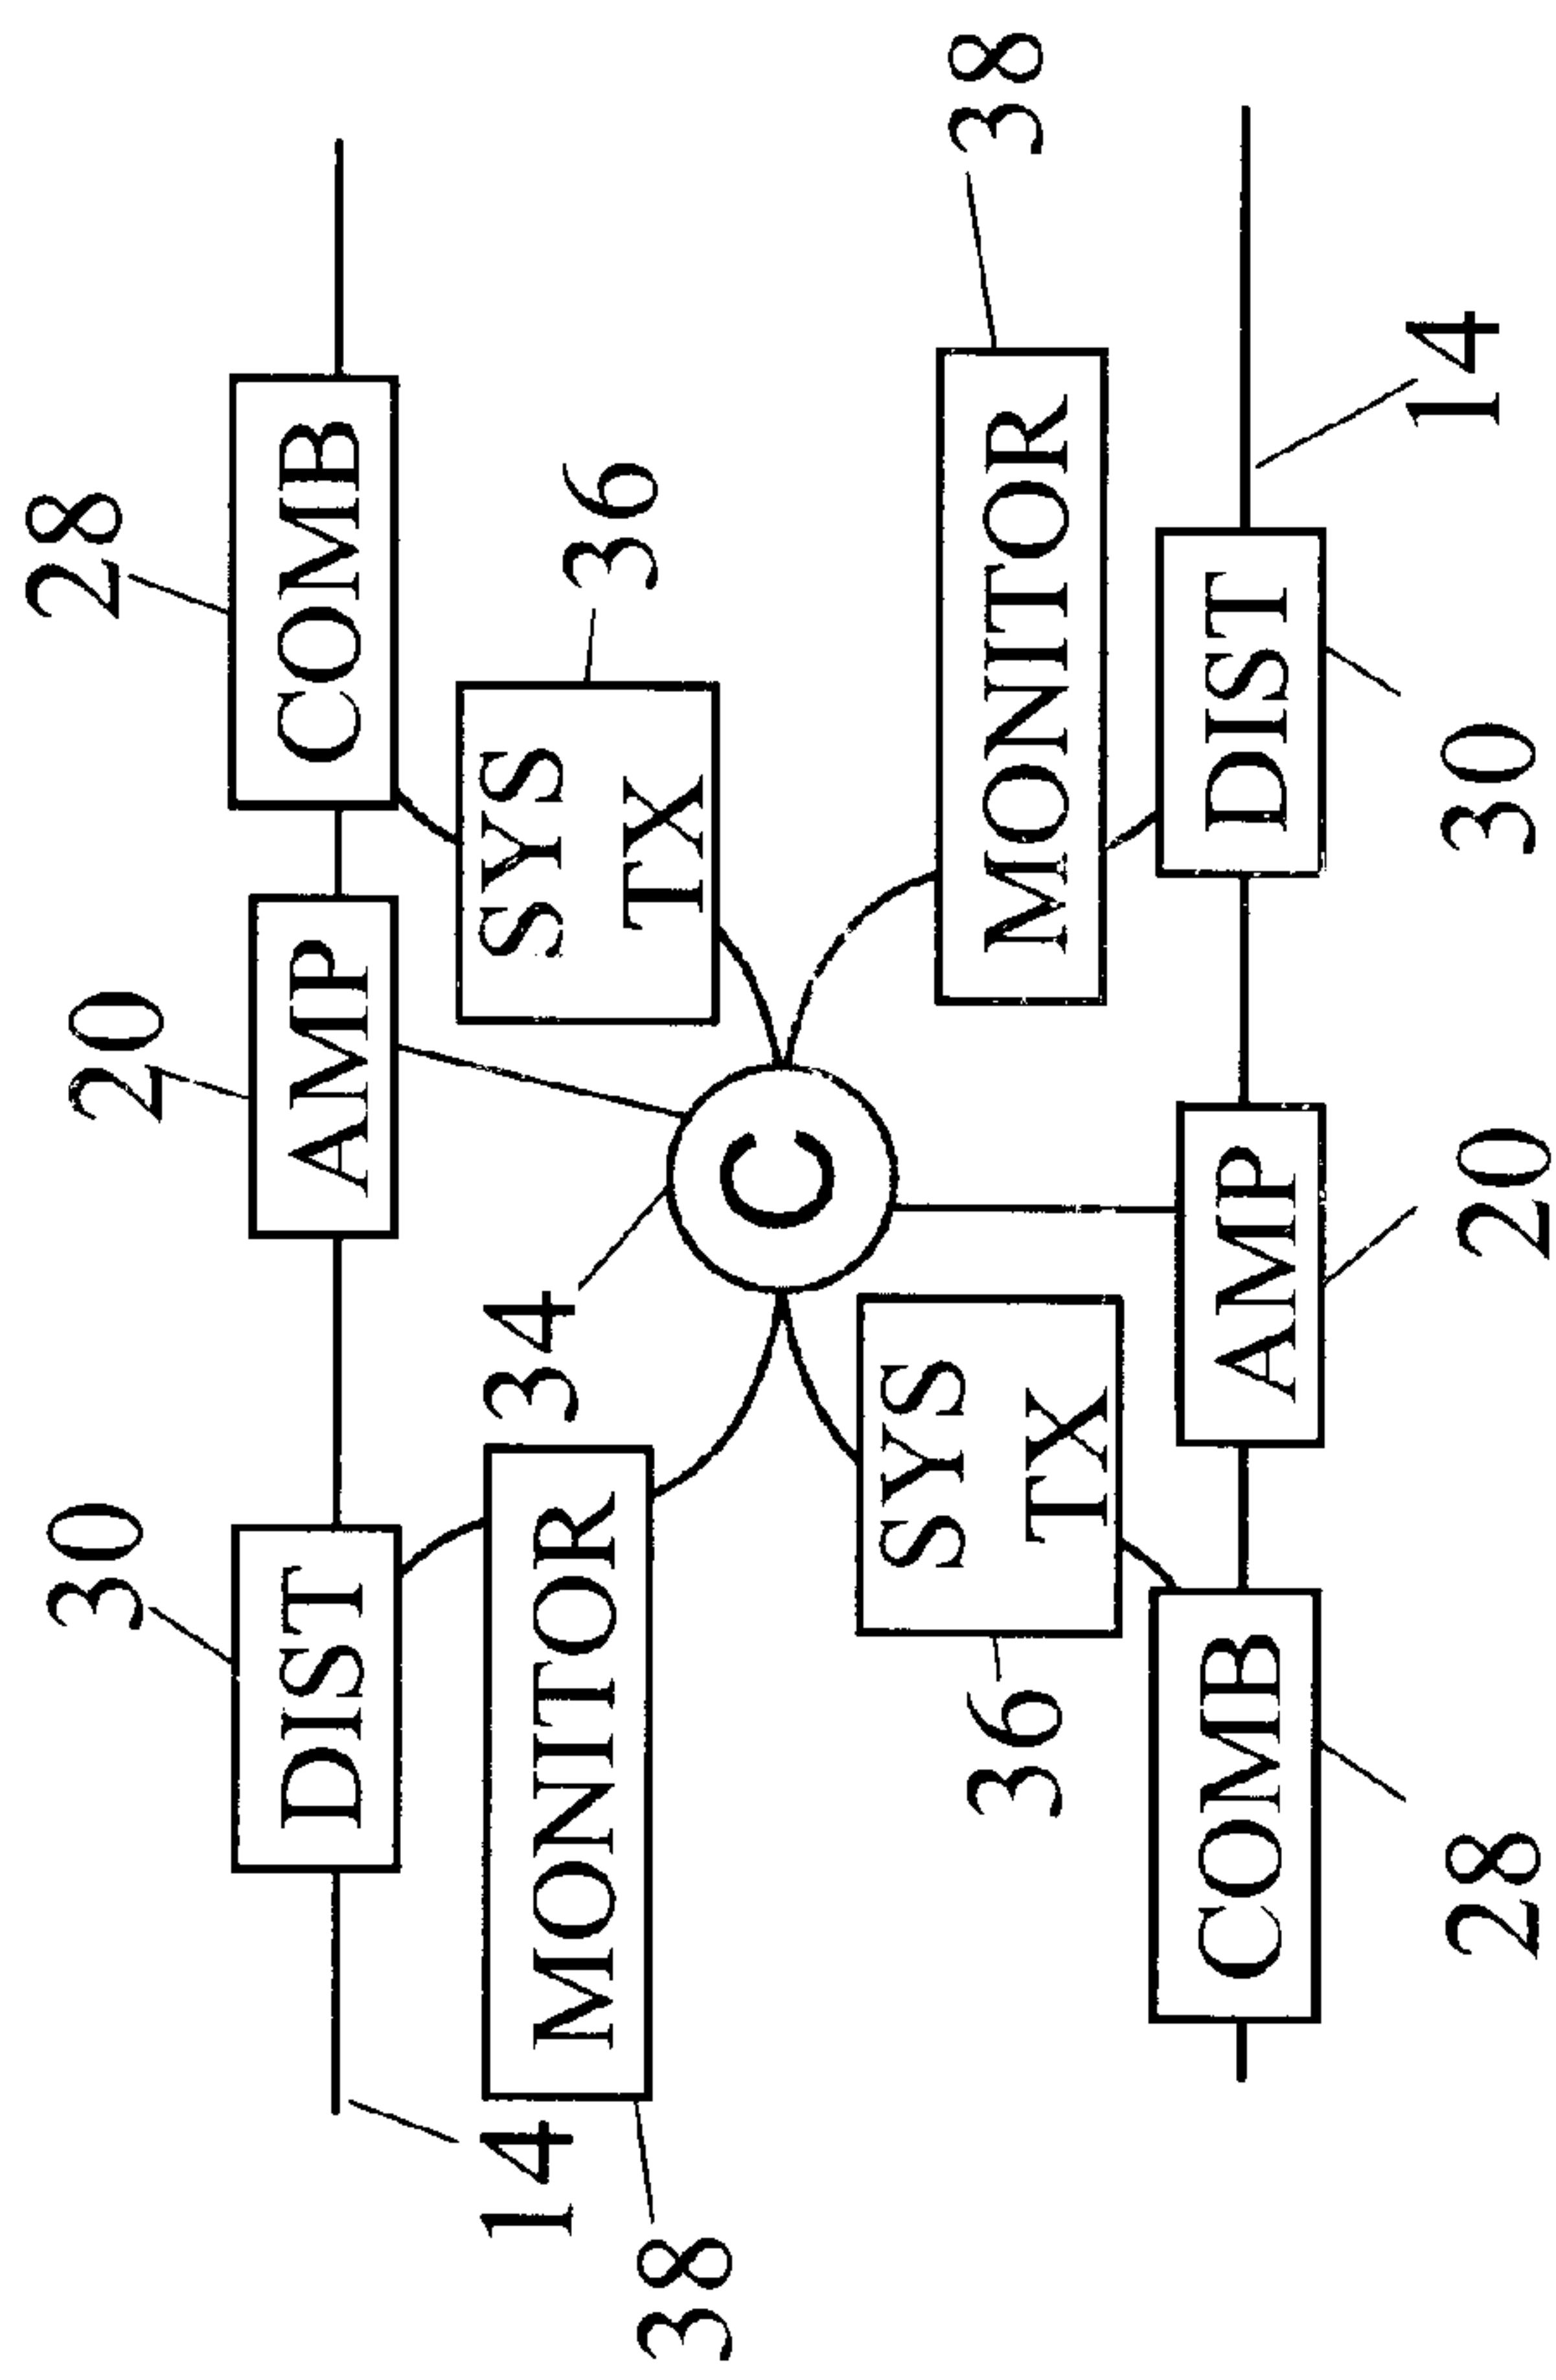 28
20
30
COMB
AMP
DIST
14
36
SYS
TX
34
MONITOR
38
C
38
MONITOR
SYS
TX
36
14
DIST
AMP
COMB
30
20
28